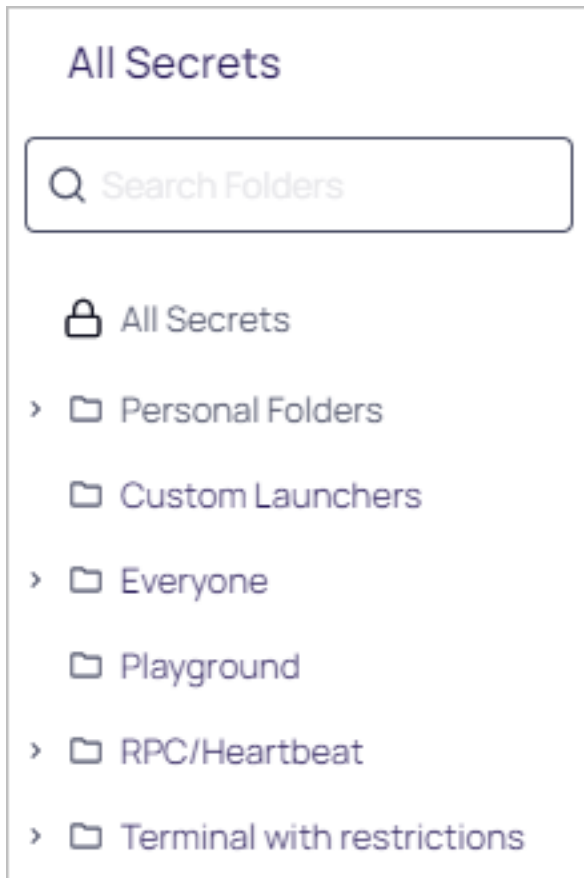 All Secrets
Search Folders
All Secrets
Personal Folders
Custom Launchers
Everyone
Playground
RPC/Heartbeat
Terminal with restrictions